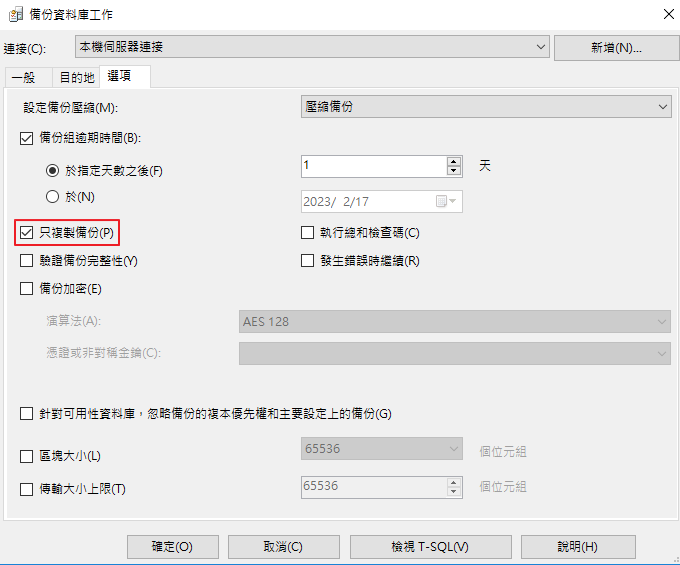 備份資料庫工作
連接(C):
本機伺服器連接
新增(N)...
一般
目的地
選項
設定備份壓縮(M):
壓縮備份
備份組逾期時間(B):
於指定天數之後(F)
1
天
於(N)
2023/ 2/17
只複製備份(P)
執行總和檢查碼(C)
驗證備份完整性(Y)
發生錯誤時繼續(R)
備份加密(E)
演算法(A):
AES 128
憑證或非對稱金鑰(C):
針對可用性資料庫，忽略備份的複本優先權和主要設定上的備份(G)
區塊大小(L)
65536
個位元組
傳輸大小上限(T)
65536
個位元組
確定(O)
取消(C)
檢視 T-SQL(V)
說明(H)